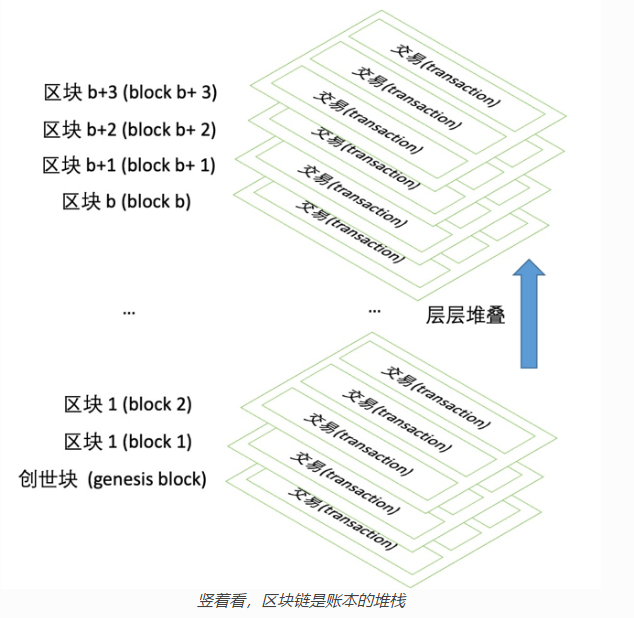 交易(transaction)
区块 b+3 (block b+ 3)
交易(transaction)
区块 b+2 (block b+ 2)
交易(transaction)
交易(transaction)
区块 b+1 (block b+ 1)
交易(transaction)
区块 b (block b)
交易(transaction)
...
...
层层堆叠
交易(transaction)
区块 1 (block 2)
交易(transaction)
区块 1 (block 1)
交易(transaction)
创世块 (genesis block)
交易(transaction)
交易(transaction)
竖着看，区块链是账本的堆栈